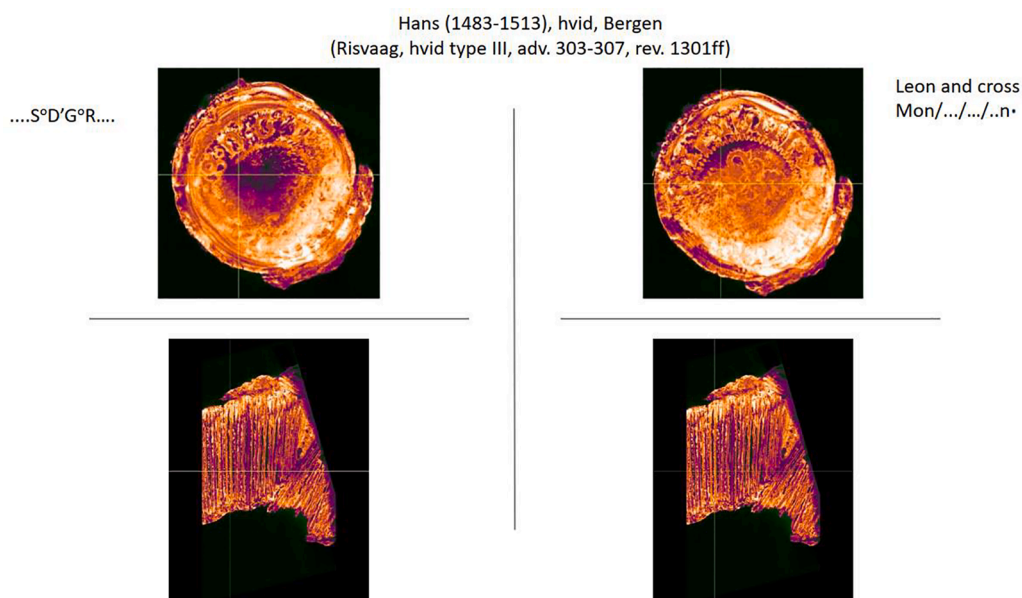 Hans (1483-1513), hvid, Bergen
(Risvaag, hvid type III, adv. 303-307, rev. 1301ff)
....SºD’GºR....
Leon and cross
Mon/.../.../..n·